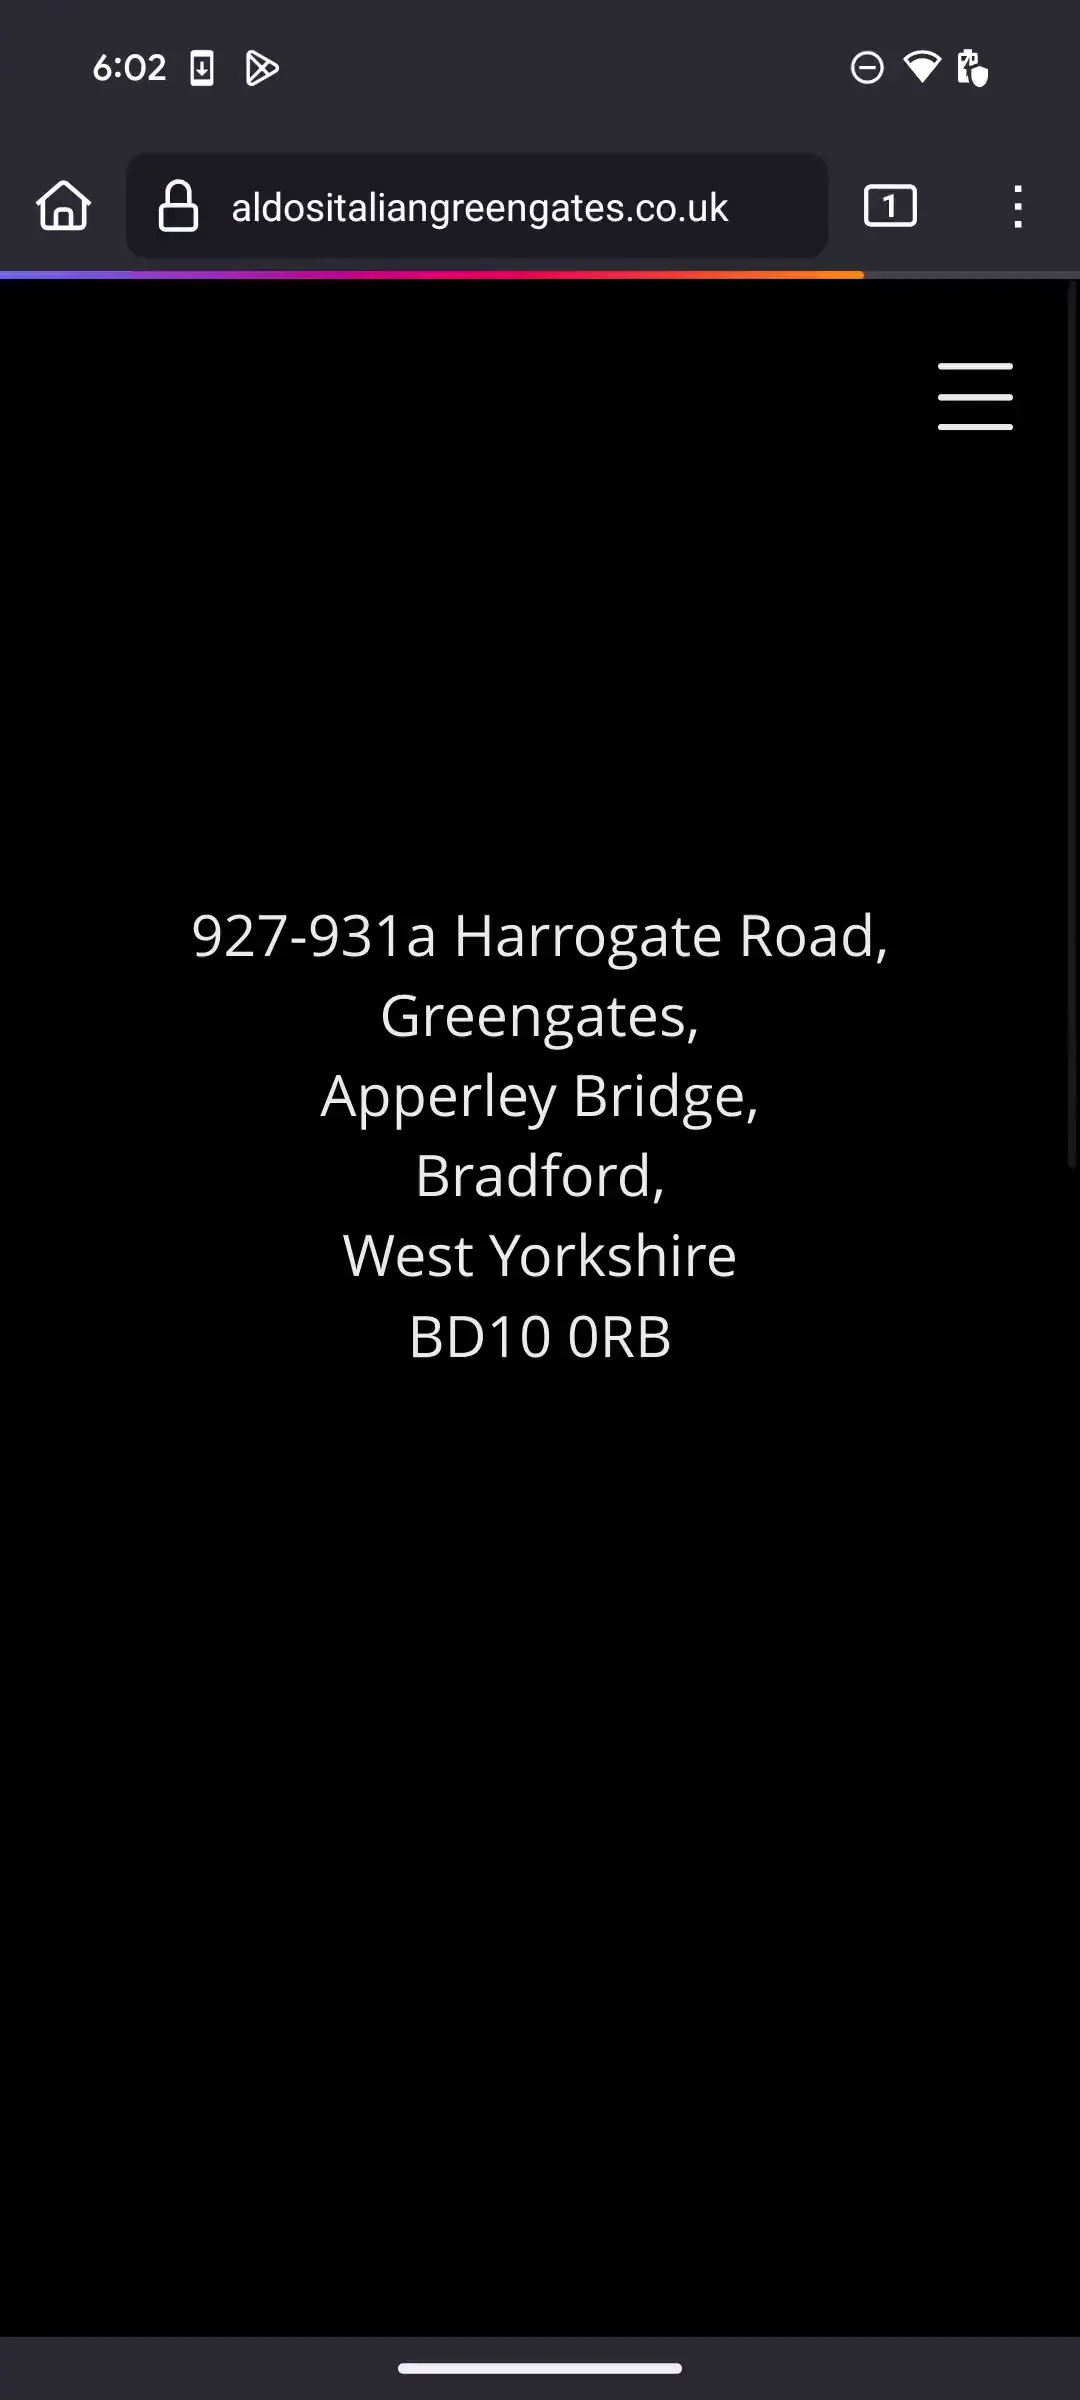 6:02
aldositaliangreengates.co.uk
1
927-931a Harrogate Road,
Greengates,
Apperley Bridge,
Bradford,
West Yorkshire
BD10 0RB